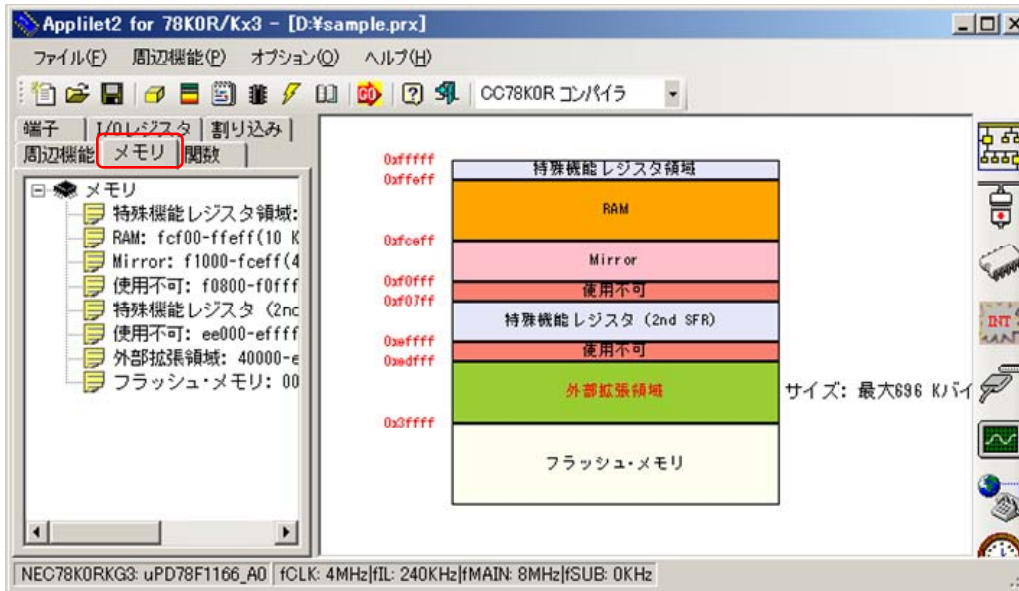 Applilet2 for 78K0R/Kx3 - [D:¥sample.prx]
ファイル(F) 周辺機能(P) オプション(O) ヘルプ(H)
GO CC78K0R コンパイラ
端子 I/Oレジスタ 割り込み
周辺機能 メモリ 関数
メモリ
特殊機能レジスタ領域:
RAM: fcf00-ffeff(10 K
Mirror: f1000-fceff(4
使用不可: f0800-f0fff
特殊機能レジスタ (2nd
使用不可: ee000-effff
外部拡張領域: 40000-e
フラッシュ・メモリ: 00
0xfffff
特殊機能レジスタ領域
0xffeff
RAM
0xfceff
Mirror
0xf0fff
使用不可
0xf07ff
特殊機能レジスタ (2nd SFR)
0xeffff
使用不可
0xedfff
外部拡張領域 サイズ: 最大696 Kバイ
0x3ffff
フラッシュ・メモリ
INT
NEC78K0RKG3: uPD78F1166_A0 fCLK: 4MHz|fIL: 240KHz|fMAIN: 8MHz|fSUB: 0KHz